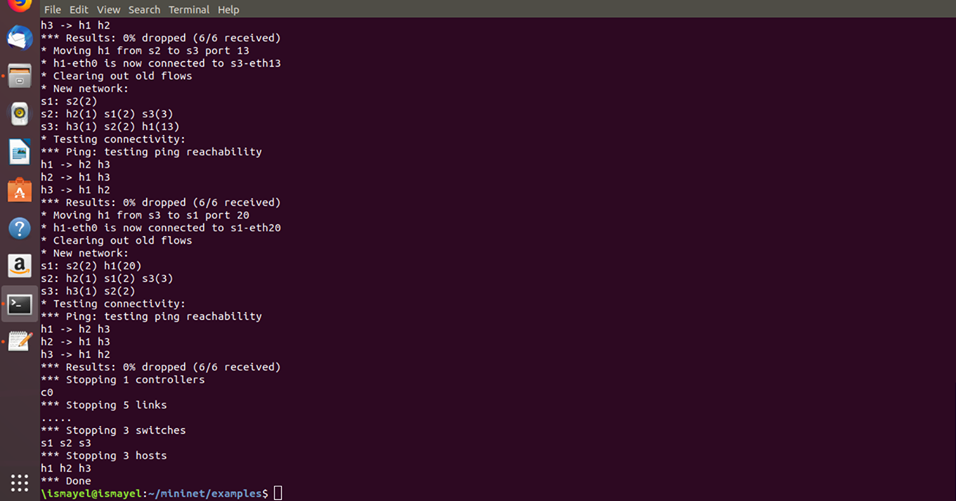 File Edit View Search Terminal Help
h3 -> h1 h2
*** Results: 0% dropped (6/6 received)
* Moving h1 from s2 to s3 port 13
* h1-eth0 is now connected to s3-eth13
* Clearing out old flows
* New network:
s1: s2(2)
s2: h2(1) s1(2) s3(3)
s3: h3(1) s2(2) h1(13)
* Testing connectivity:
*** Ping: testing ping reachability
h1 -> h2 h3
h2 -> h1 h3
h3 -> h1 h2
*** Results: 0% dropped (6/6 received)
* Moving h1 from s3 to s1 port 20
* h1-eth0 is now connected to s1-eth20
* Clearing out old flows
* New network:
s1: s2(2) h1(20)
s2: h2(1) s1(2) s3(3)
s3: h3(1) s2(2)
* Testing connectivity:
*** Ping: testing ping reachability
h1 -> h2 h3
h2 -> h1 h3
h3 -> h1 h2
*** Results: 0% dropped (6/6 received)
*** Stopping 1 controllers
c0
*** Stopping 5 links
.....
*** Stopping 3 switches
s1 s2 s3
*** Stopping 3 hosts
h1 h2 h3
*** Done
\ismayel@ismayel:~/mininet/examples$